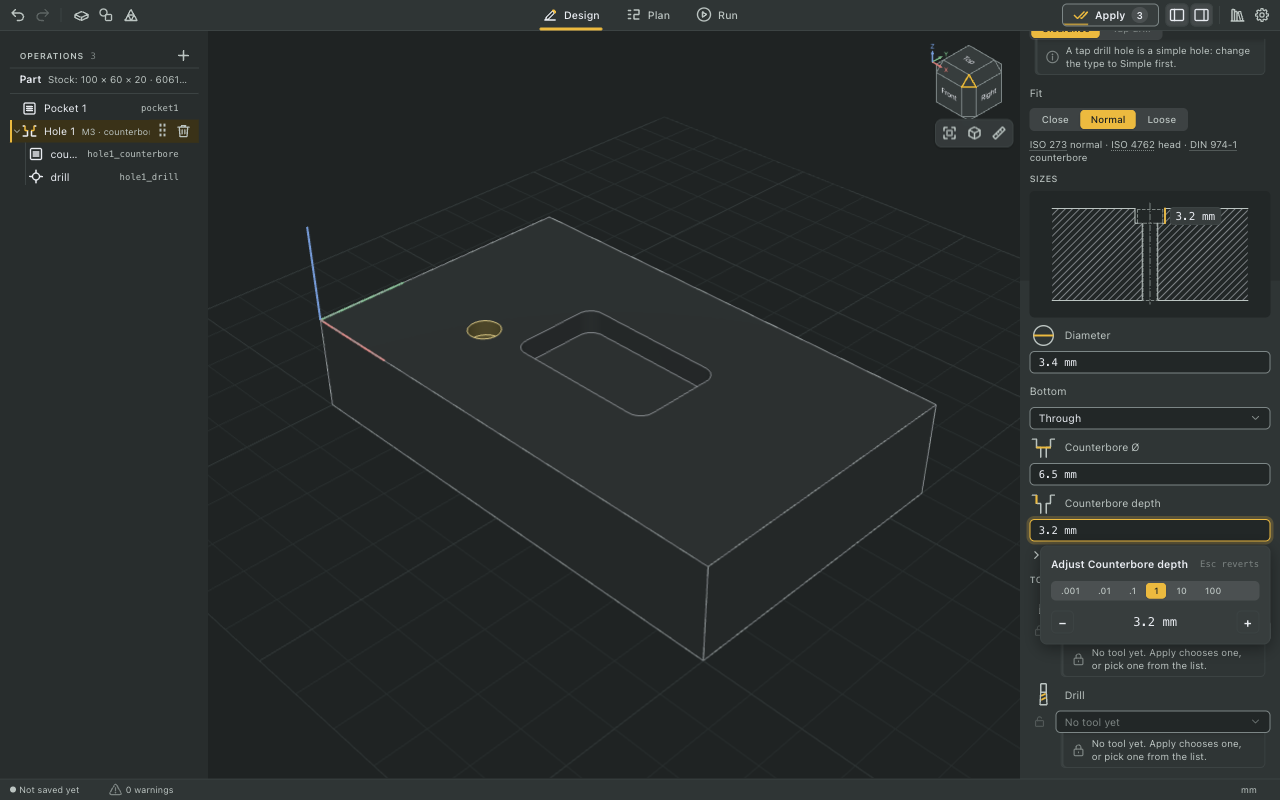 Design
Plan
Run
Apply 3
OPERATIONS 3
Part Stock: 100 × 60 × 20 · 6061...
Pocket 1 pocket1
Hole 1 M3 · counterbo
cou... hole1_counterbore
drill hole1_drill
Z
Y
X
Top
Front
Right
A tap drill hole is a simple hole: change
the type to Simple first.
Fit
Close Normal Loose
ISO 273 normal · ISO 4762 head · DIN 974-1
counterbore
SIZES
3.2 mm
Diameter
3.4 mm
Bottom
Through
Counterbore Ø
6.5 mm
Counterbore depth
3.2 mm
Adjust Counterbore depth Esc reverts
.001 .01 .1 1 10 100
− 3.2 mm +
No tool yet. Apply chooses one,
or pick one from the list.
Drill
No tool yet
No tool yet. Apply chooses one,
or pick one from the list.
Not saved yet
0 warnings
mm